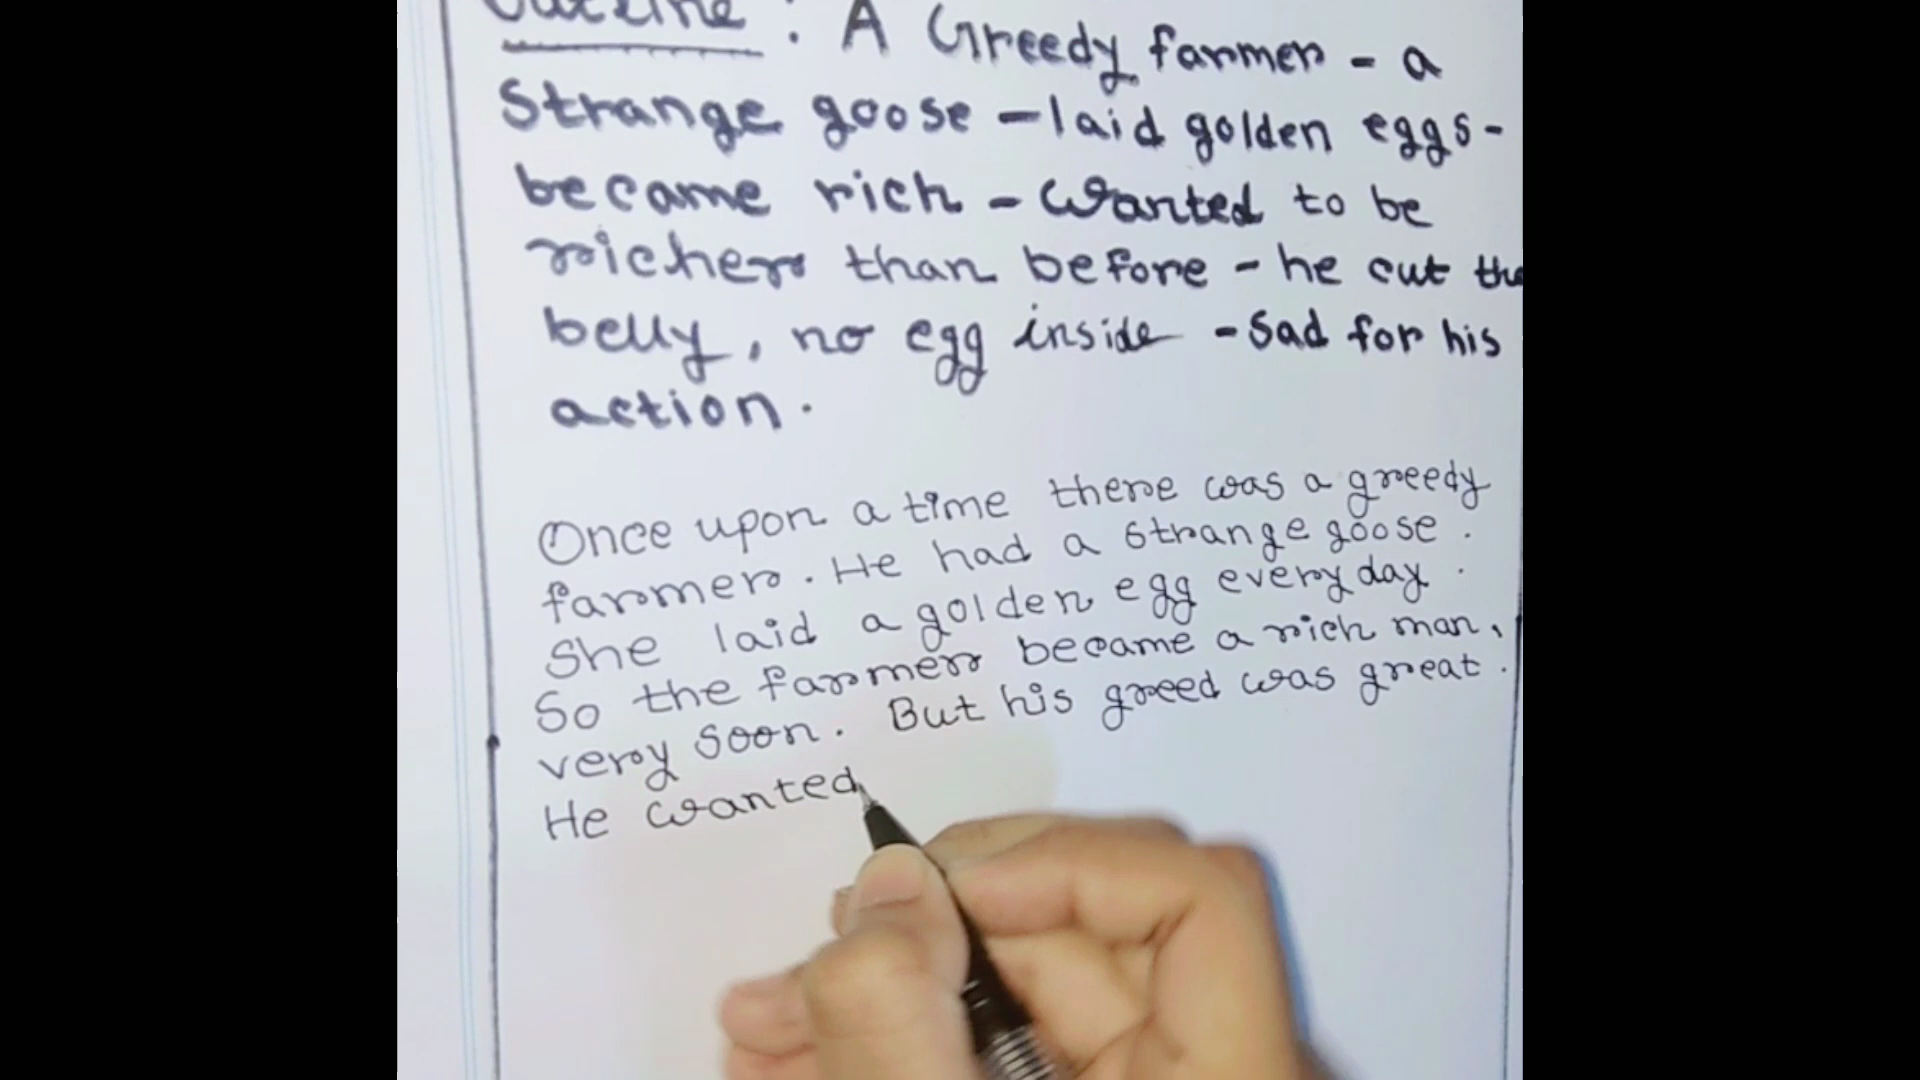 Outline : A Greedy farmer - a
Strange goose - laid golden eggs -
became rich - wanted to be
richer than before - he cut the
belly, no egg inside - Sad for his
action.
Once upon a time there was a greedy
farmer. He had a strange goose.
She laid a golden egg everyday.
So the farmer became a rich man,
very soon. But his greed was great.
He wanted